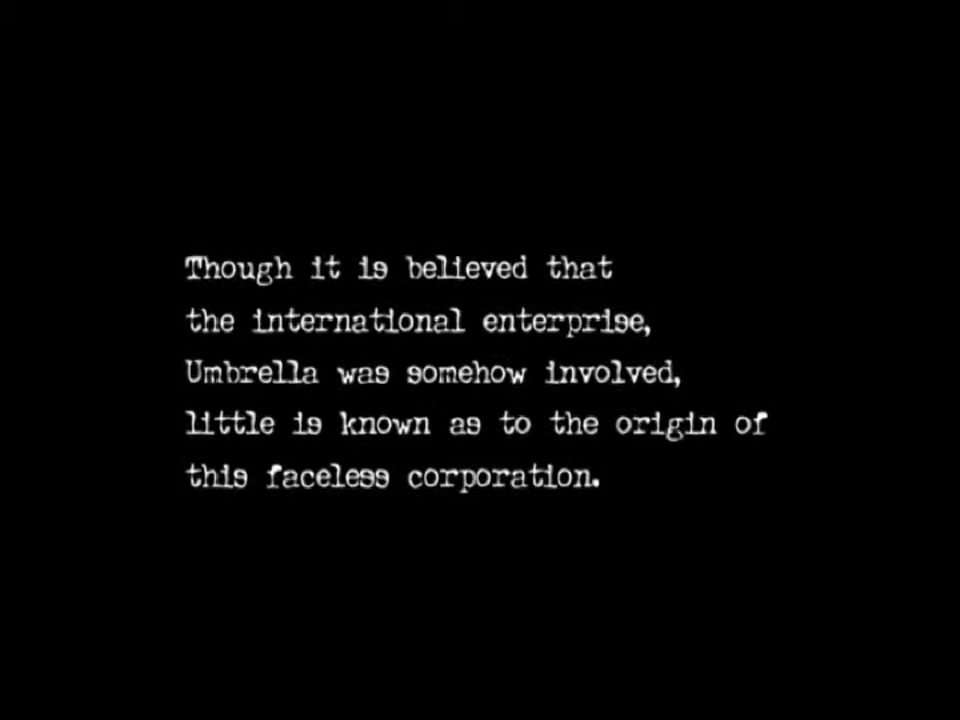 Though it is believed that
the international enterprise,
Umbrella was somehow involved,
little is known as to the origin of
this faceless corporation.